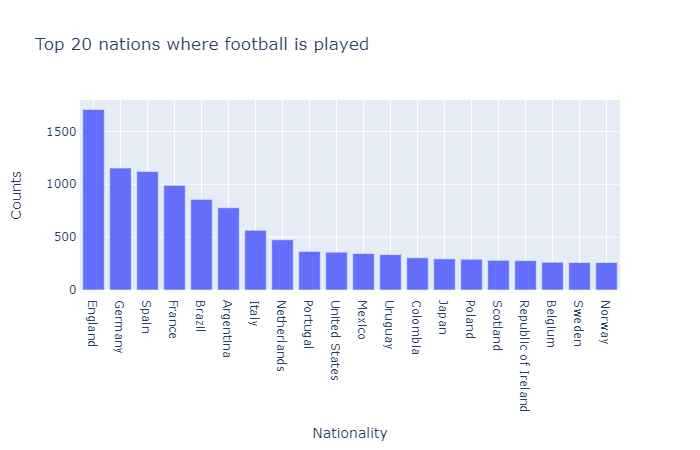 Top 20 nations where football is played
Counts
1500
1000
500
0
England
Germany
Spain
France
Brazil
Argentina
Italy
Netherlands
Portugal
United States
Mexico
Uruguay
Colombia
Japan
Poland
Scotland
Republic of Ireland
Belgium
Sweden
Norway
Nationality